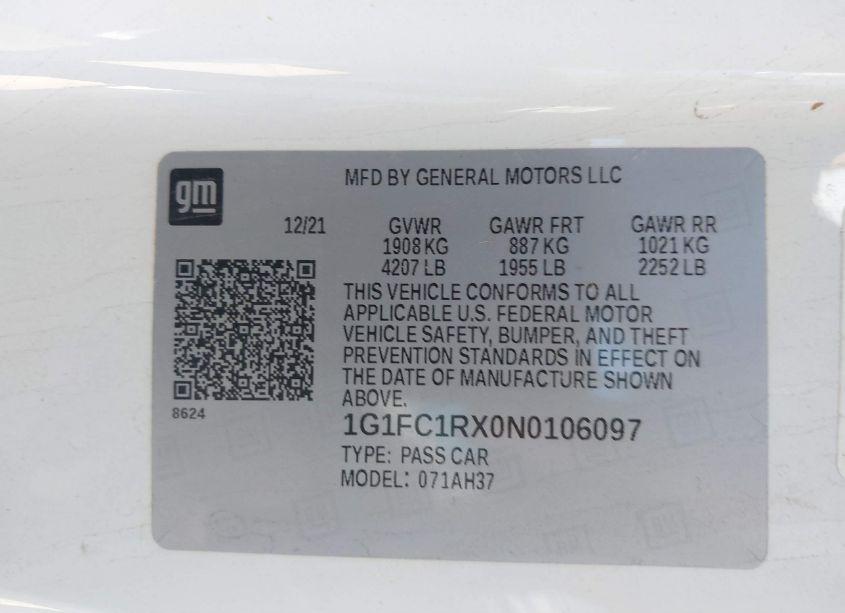 gm
MFD BY GENERAL MOTORS LLC
12/21 GVWR GAWR FRT GAWR RR
1908 KG 887 KG 1021 KG
4207 LB 1955 LB 2252 LB
THIS VEHICLE CONFORMS TO ALL
APPLICABLE U.S. FEDERAL MOTOR
VEHICLE SAFETY, BUMPER, AND THEFT
PREVENTION STANDARDS IN EFFECT ON
THE DATE OF MANUFACTURE SHOWN
ABOVE.
8624
1G1FC1RX0N0106097
TYPE: PASS CAR
MODEL: 071AH37